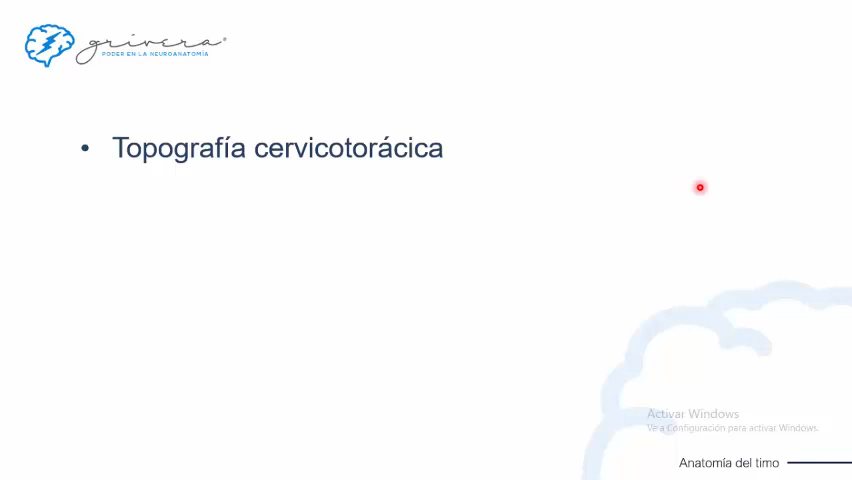 grivera®
PODER EN LA NEUROANATOMÍA
• Topografía cervicotorácica
Activar Windows
Ve a Configuración para activar Windows.
Anatomía del timo